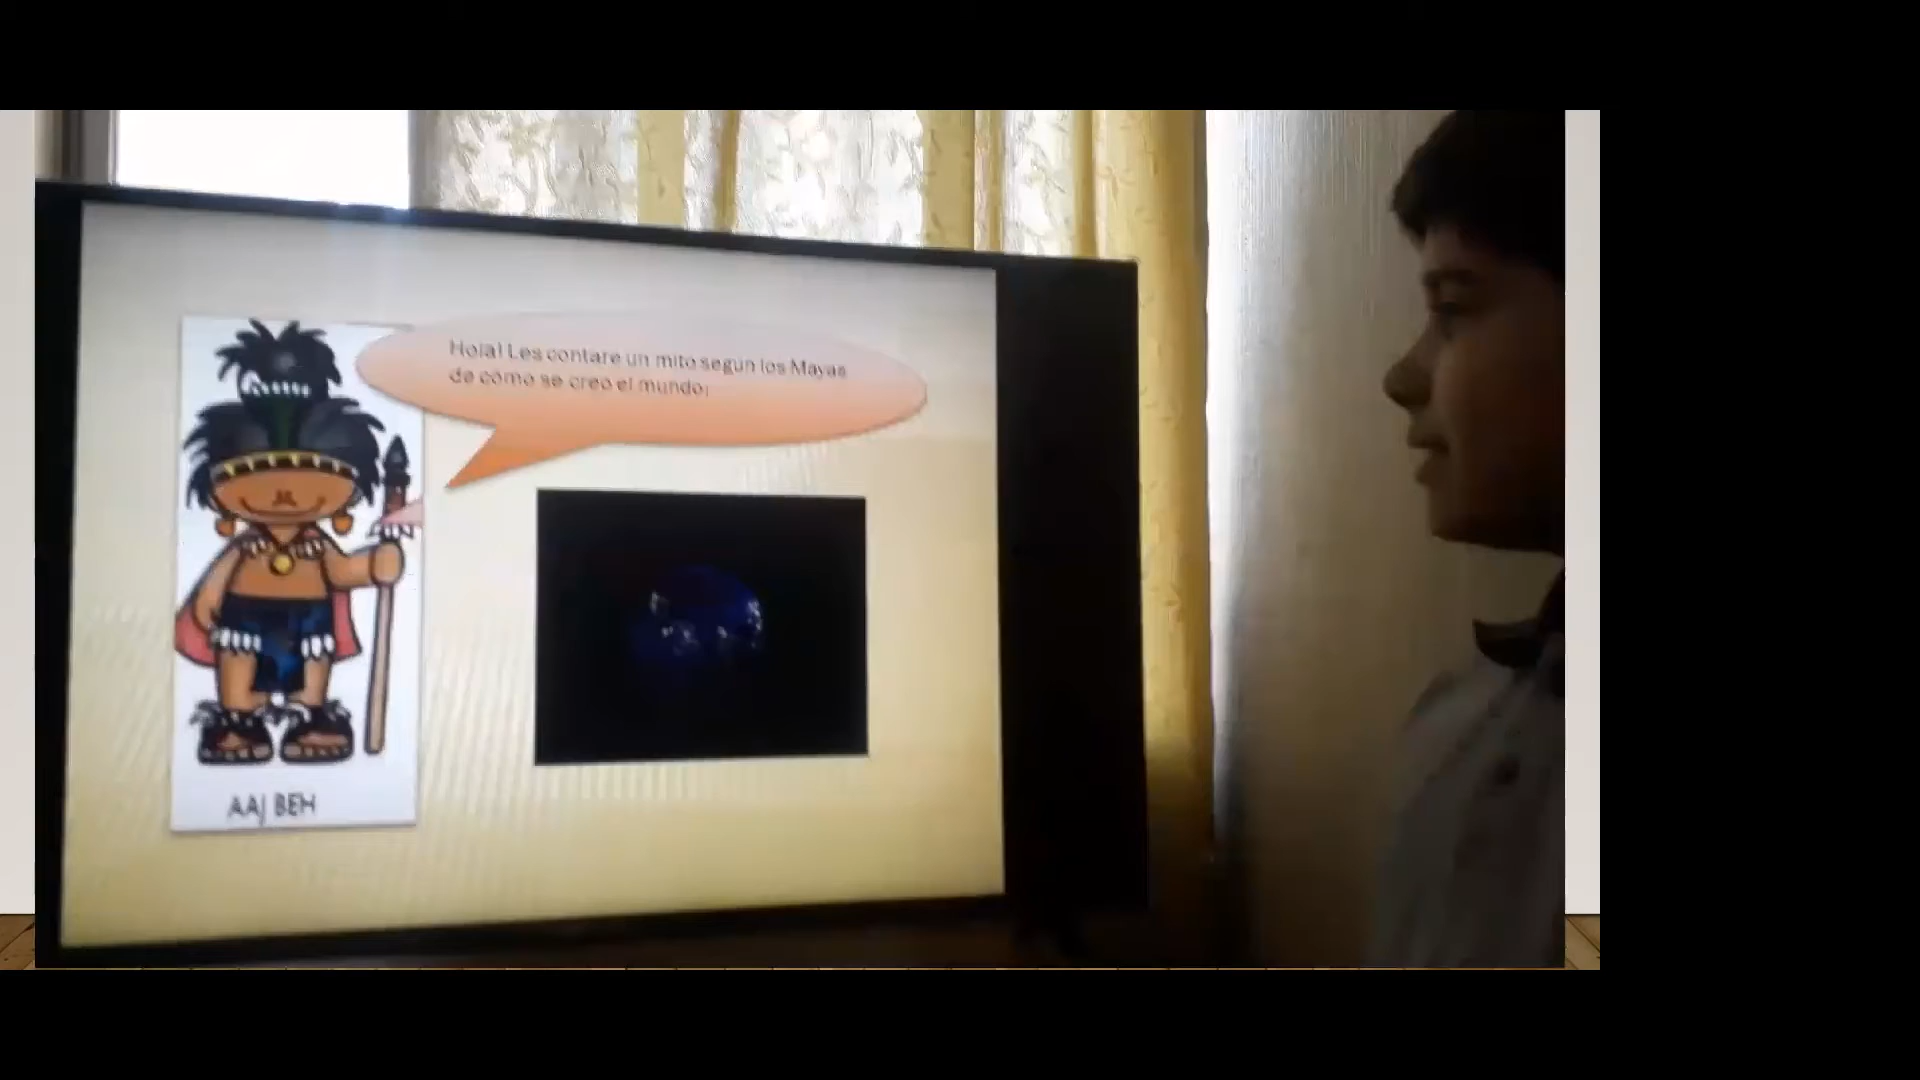 Hola! Les contare un mito segun los Mayas
de como se creo el mundo:
AAJ BEH